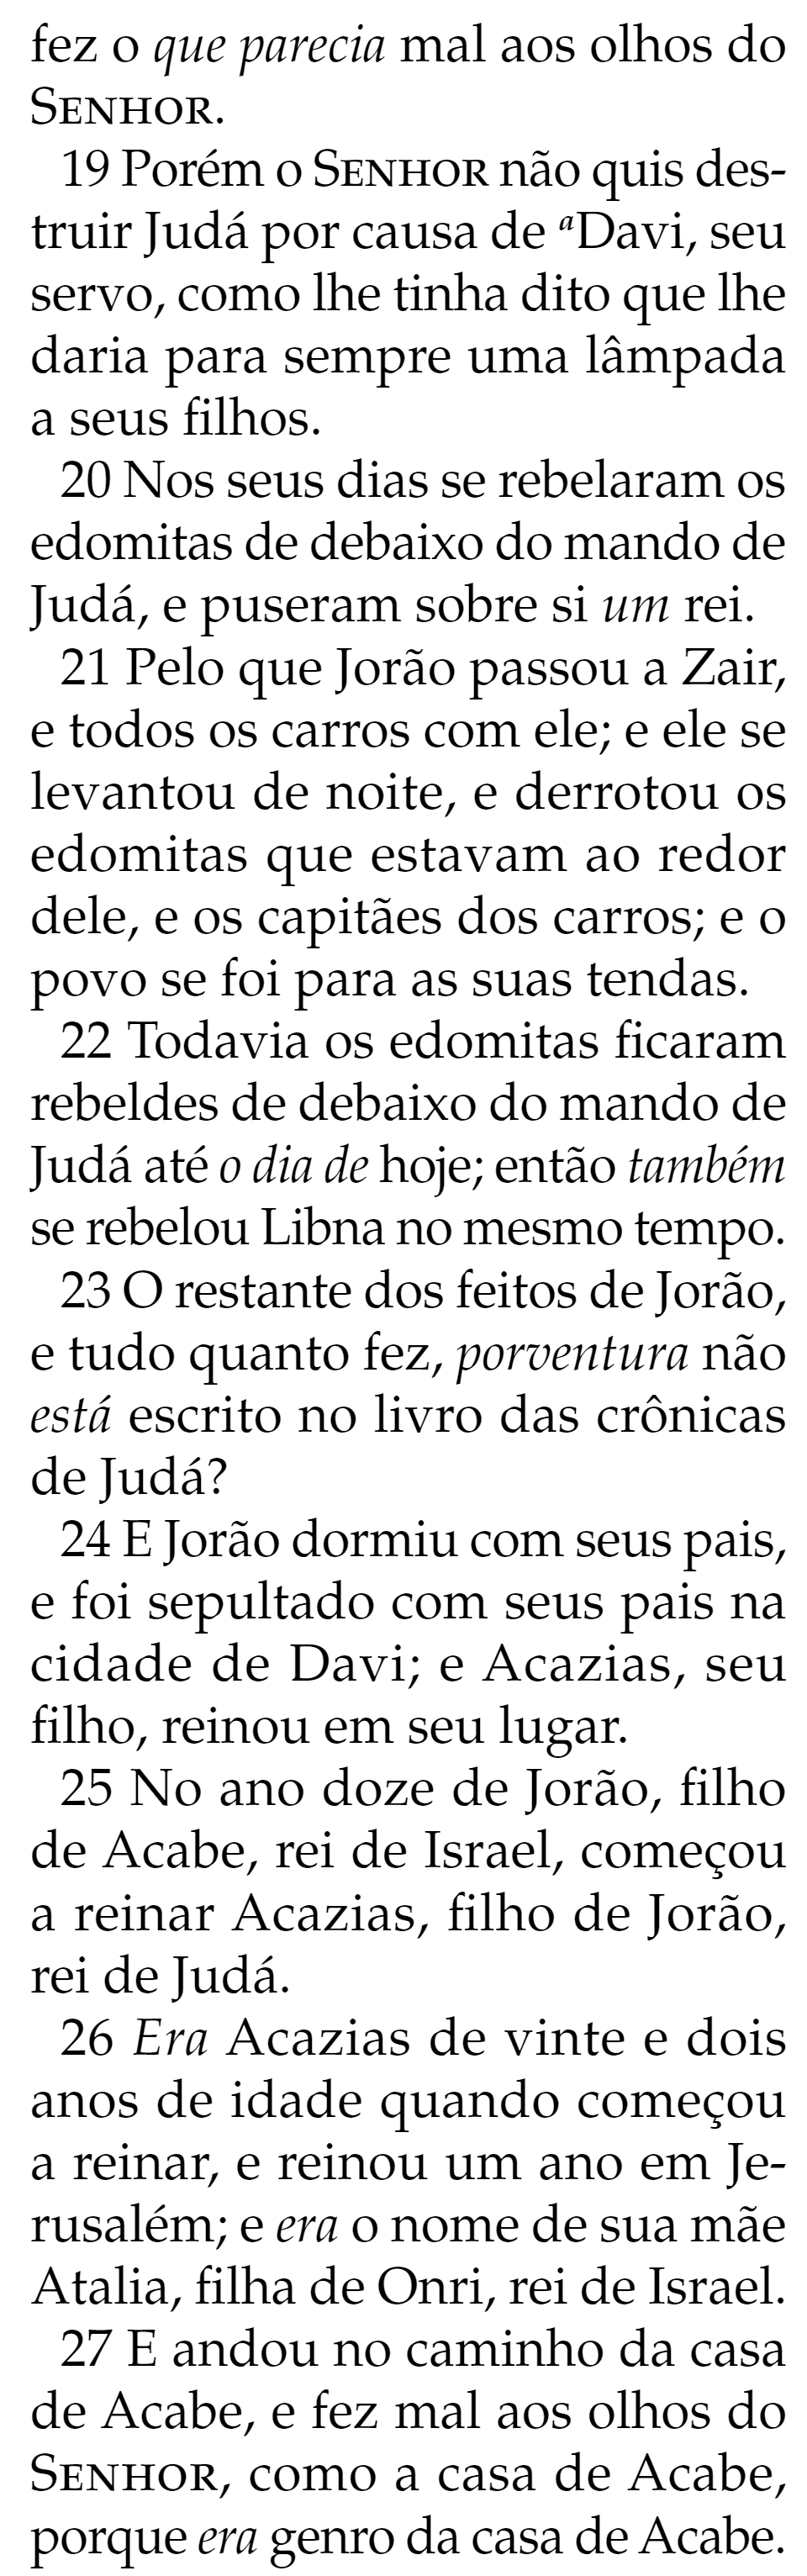 fez o que parecia mal aos olhos do
SENHOR.
19 Porém o SENHOR não quis des-
truir Judá por causa de aDavi, seu
servo, como lhe tinha dito que lhe
daria para sempre uma lâmpada
a seus filhos.
20 Nos seus dias se rebelaram os
edomitas de debaixo do mando de
Judá, e puseram sobre si um rei.
21 Pelo que Jorão passou a Zair,
e todos os carros com ele; e ele se
levantou de noite, e derrotou os
edomitas que estavam ao redor
dele, e os capitães dos carros; e o
povo se foi para as suas tendas.
22 Todavia os edomitas ficaram
rebeldes de debaixo do mando de
Judá até o dia de hoje; então também
se rebelou Libna no mesmo tempo.
23 O restante dos feitos de Jorão,
e tudo quanto fez, porventura não
está escrito no livro das crônicas
de Judá?
24 E Jorão dormiu com seus pais,
e foi sepultado com seus pais na
cidade de Davi; e Acazias, seu
filho, reinou em seu lugar.
25 No ano doze de Jorão, filho
de Acabe, rei de Israel, começou
a reinar Acazias, filho de Jorão,
rei de Judá.
26 Era Acazias de vinte e dois
anos de idade quando começou
a reinar, e reinou um ano em Je-
rusalém; e era o nome de sua mãe
Atalia, filha de Onri, rei de Israel.
27 E andou no caminho da casa
de Acabe, e fez mal aos olhos do
SENHOR, como a casa de Acabe,
porque era genro da casa de Acabe.